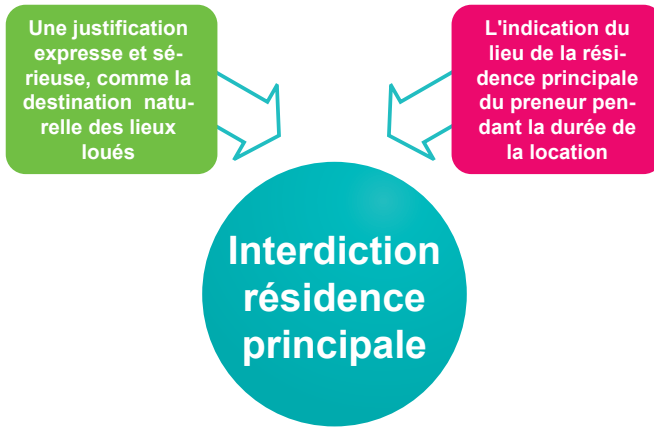 Une justification
expresse et sé-
rieuse, comme la
destination natu-
relle des lieux
loués
L'indication du
lieu de la rési-
dence principale
du preneur pen-
dant la durée de
la location
Interdiction
résidence
principale